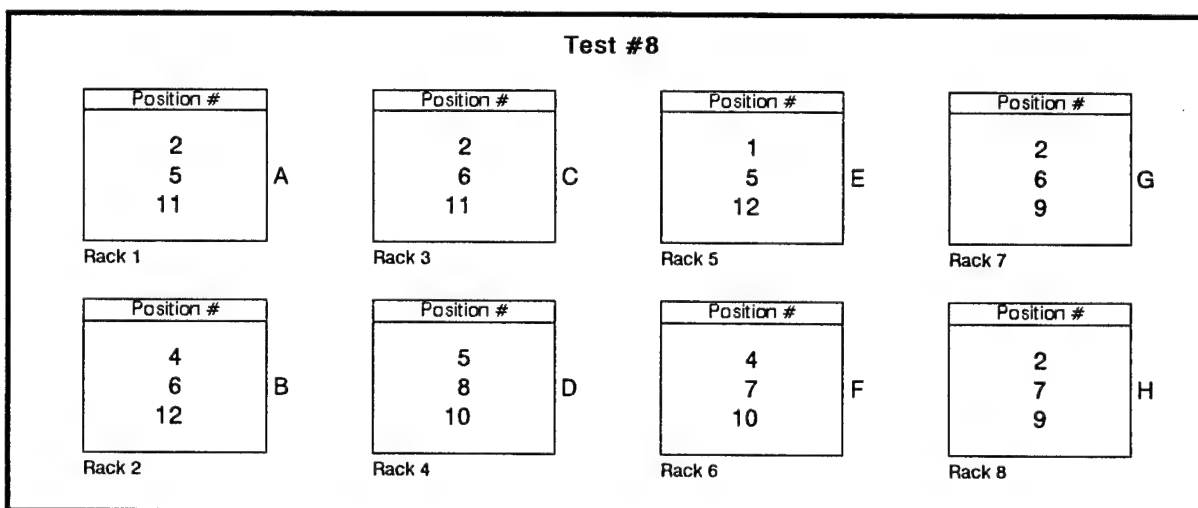 Test #8
Position #
2
5
11
A
Rack 1
Position #
2
6
11
C
Rack 3
Position #
1
5
12
E
Rack 5
Position #
2
6
9
G
Rack 7
Position #
4
6
12
B
Rack 2
Position #
5
8
10
D
Rack 4
Position #
4
7
10
F
Rack 6
Position #
2
7
9
H
Rack 8